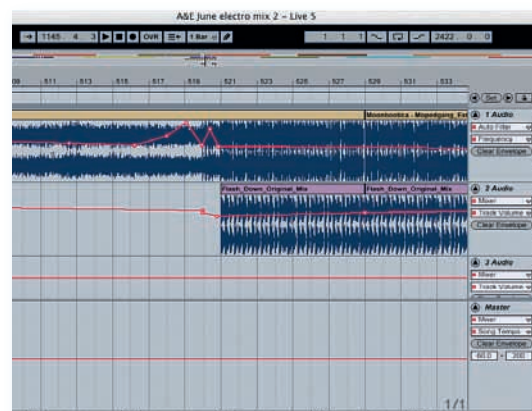 A&E June electro mix 2 - Live 5
1145 . 4 . 3 OVR 1 Bar 1 . 1 . 1 2422 . 0 . 0
509 511 513 515 517 519 521 523 525 527 529 531 533
Set
Moonbootica - Mopedgang_
1 Audio
Auto Filter
Frequency
Clear Envelope
Flash_Down_Original_Mix Flash_Down_Original_Mix
2 Audio
Mixer
Track Volume
Clear Envelope
3 Audio
Mixer
Track Volume
Master
Mixer
Song Tempo
Clear Envelope
60.0 200
1/1